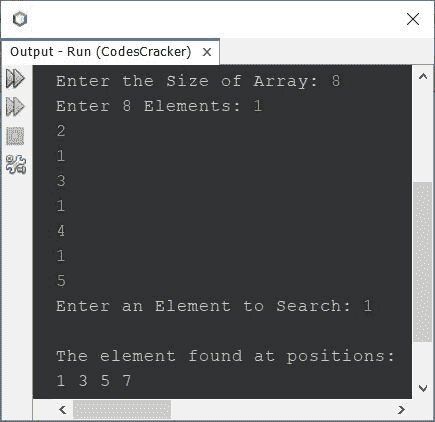 Output - Run (CodesCracker) ×
Enter the Size of Array: 8
Enter 8 Elements: 1
2
1
3
1
4
1
5
Enter an Element to Search: 1
The element found at positions:
1 3 5 7